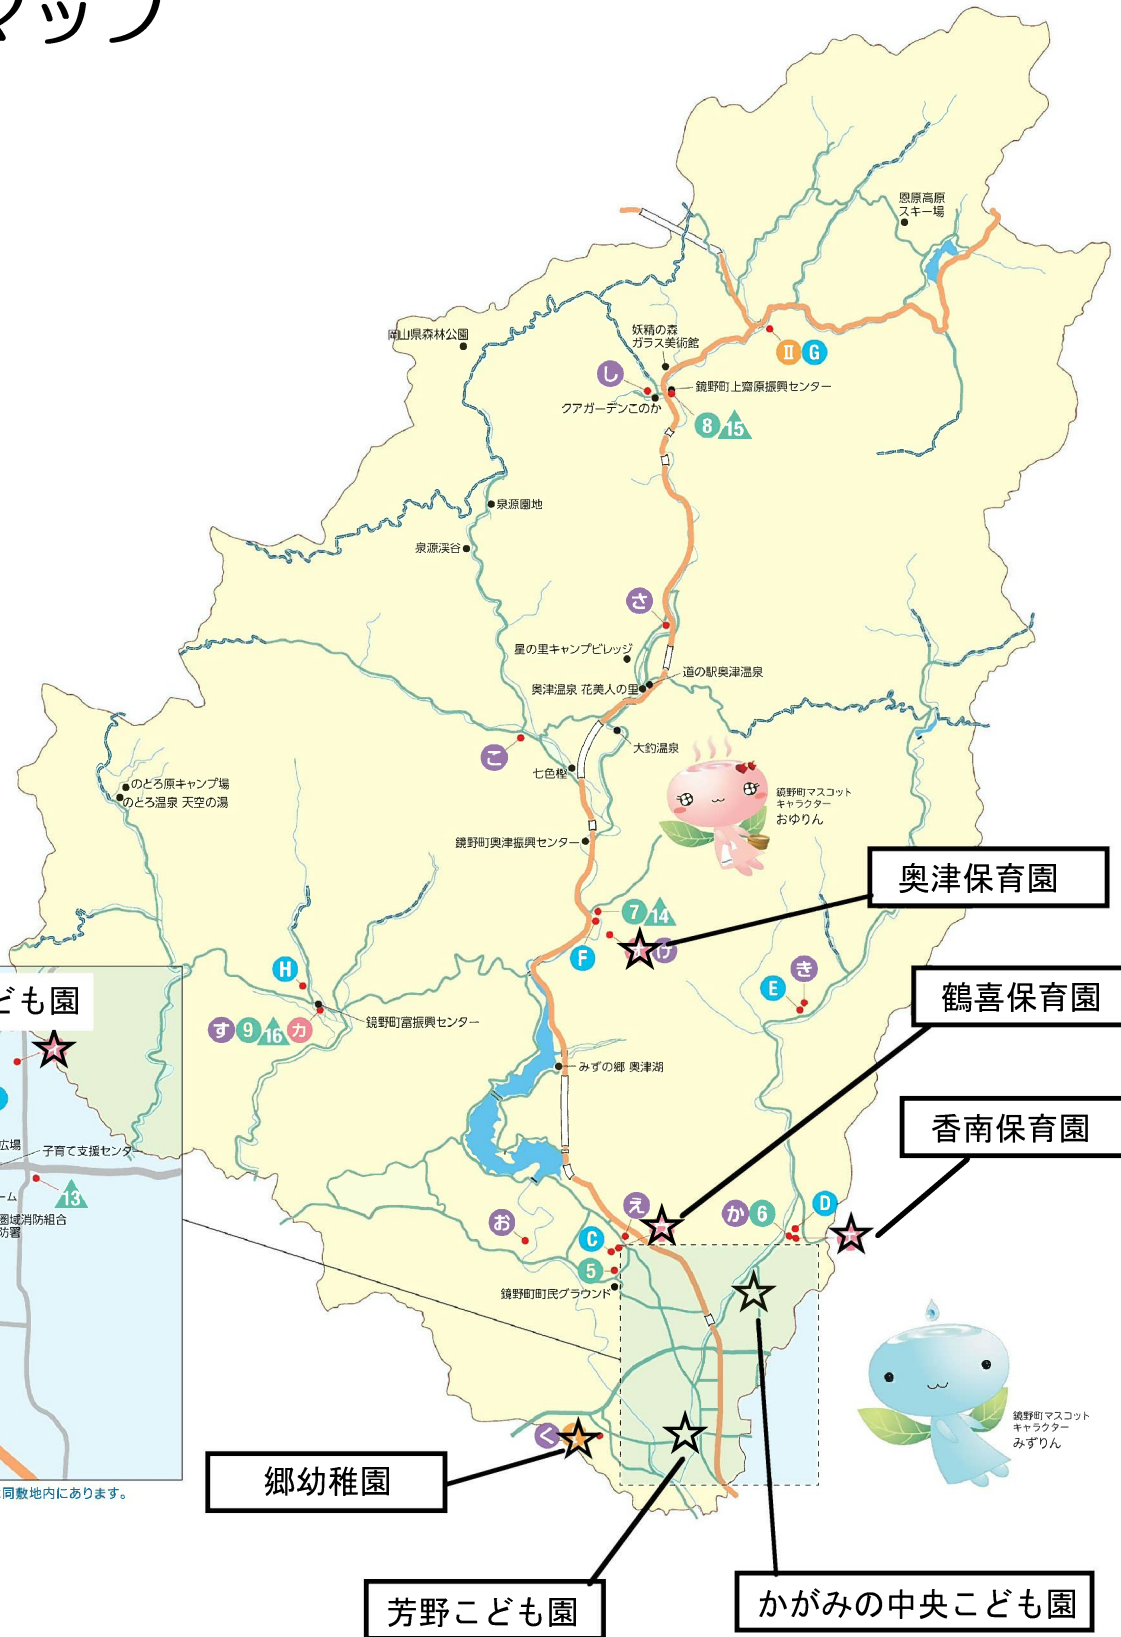 マップ
恩原高原
スキー場
岡山県森林公園
妖精の森
ガラス美術館
II G
し
鏡野町上齋原振興センター
クアガーデンこのか
8 15
泉源園地
泉源渓谷
さ
星の里キャンプビレッジ
道の駅奥津温泉
奥津温泉 花美人の里
大釣温泉
こ
七色樫
のとろ原キャンプ場
のとろ温泉 天空の湯
鏡野町マスコット
キャラクター
おゆりん
鏡野町奥津振興センター
奥津保育園
7 14
F
け
H
E き
鶴喜保育園
ども園
す 9 16 カ
鏡野町富振興センター
みずの郷 奥津湖
香南保育園
広場
子育て支援センター
ーム
13
圏域消防組合
防署
お
え
か 6 D
C
5
鏡野町町民グラウンド
鏡野町マスコット
キャラクター
みずりん
く
郷幼稚園
同敷地内にあります。
芳野こども園
かがみの中央こども園